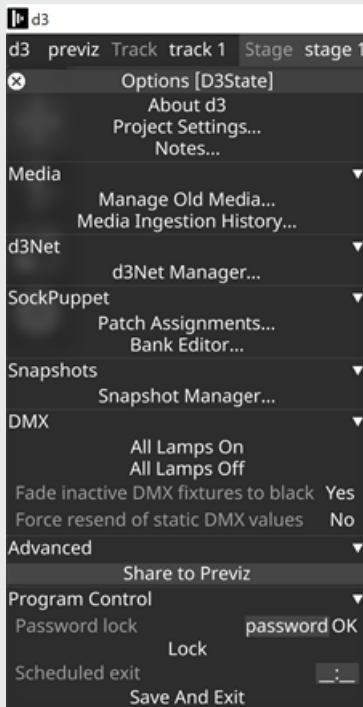 d3
d3 previz Track track 1 Stage stage 1
Options [D3State]
About d3
Project Settings...
Notes...
Media
Manage Old Media...
Media Ingestion History...
d3Net
d3Net Manager...
SockPuppet
Patch Assignments...
Bank Editor...
Snapshots
Snapshot Manager...
DMX
All Lamps On
All Lamps Off
Fade inactive DMX fixtures to black Yes
Force resend of static DMX values No
Advanced
Share to Previz
Program Control
Password lock password OK
Lock
Scheduled exit __:__
Save And Exit